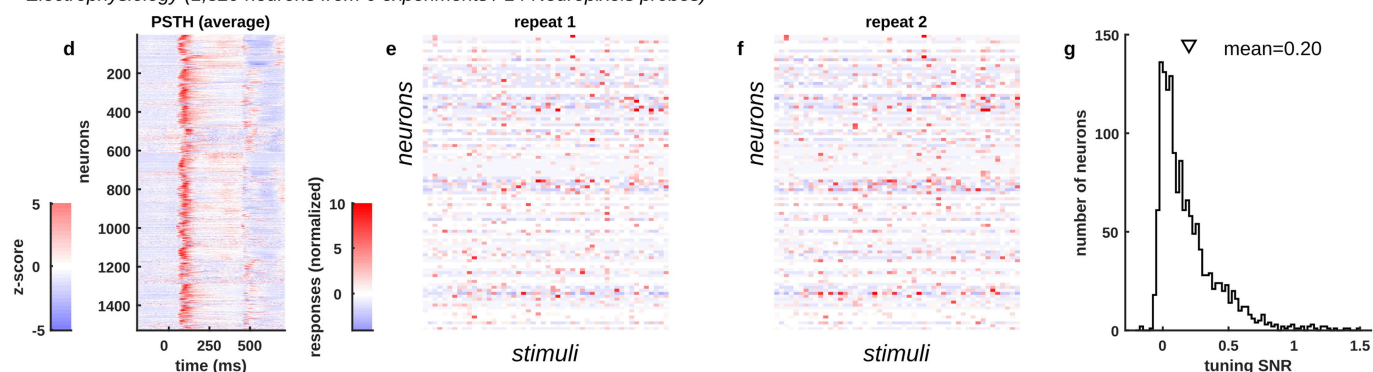 PSTH (average)
repeat 1
repeat 2
d
e
f
g
150
mean=0.20
200
400
neurons
600
800
1000
1200
1400
5
0
-5
z-score
0
250
500
time (ms)
10
5
0
responses (normalized)
neurons
stimuli
neurons
stimuli
100
50
0
number of neurons
0
0.5
1
1.5
tuning SNR